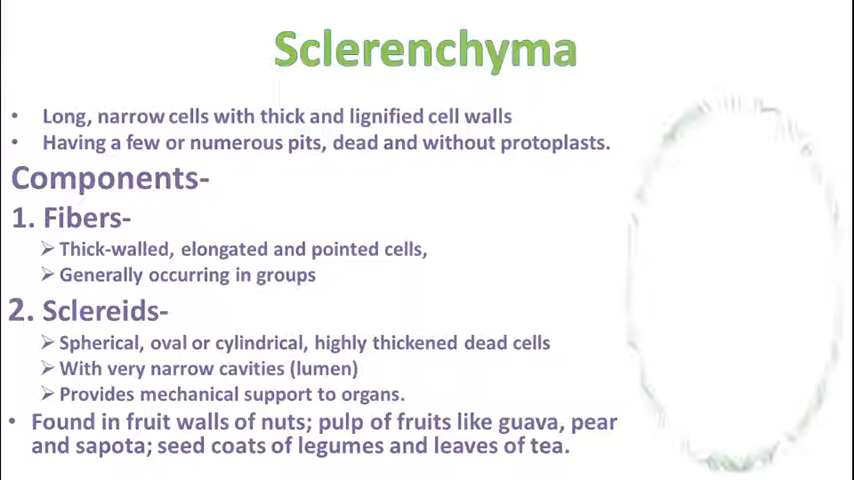 Sclerenchyma
• Long, narrow cells with thick and lignified cell walls
• Having a few or numerous pits, dead and without protoplasts.
Components-
1. Fibers-
➢ Thick-walled, elongated and pointed cells,
➢ Generally occurring in groups
2. Sclereids-
➢ Spherical, oval or cylindrical, highly thickened dead cells
➢ With very narrow cavities (lumen)
➢ Provides mechanical support to organs.
• Found in fruit walls of nuts; pulp of fruits like guava, pear
and sapota; seed coats of legumes and leaves of tea.